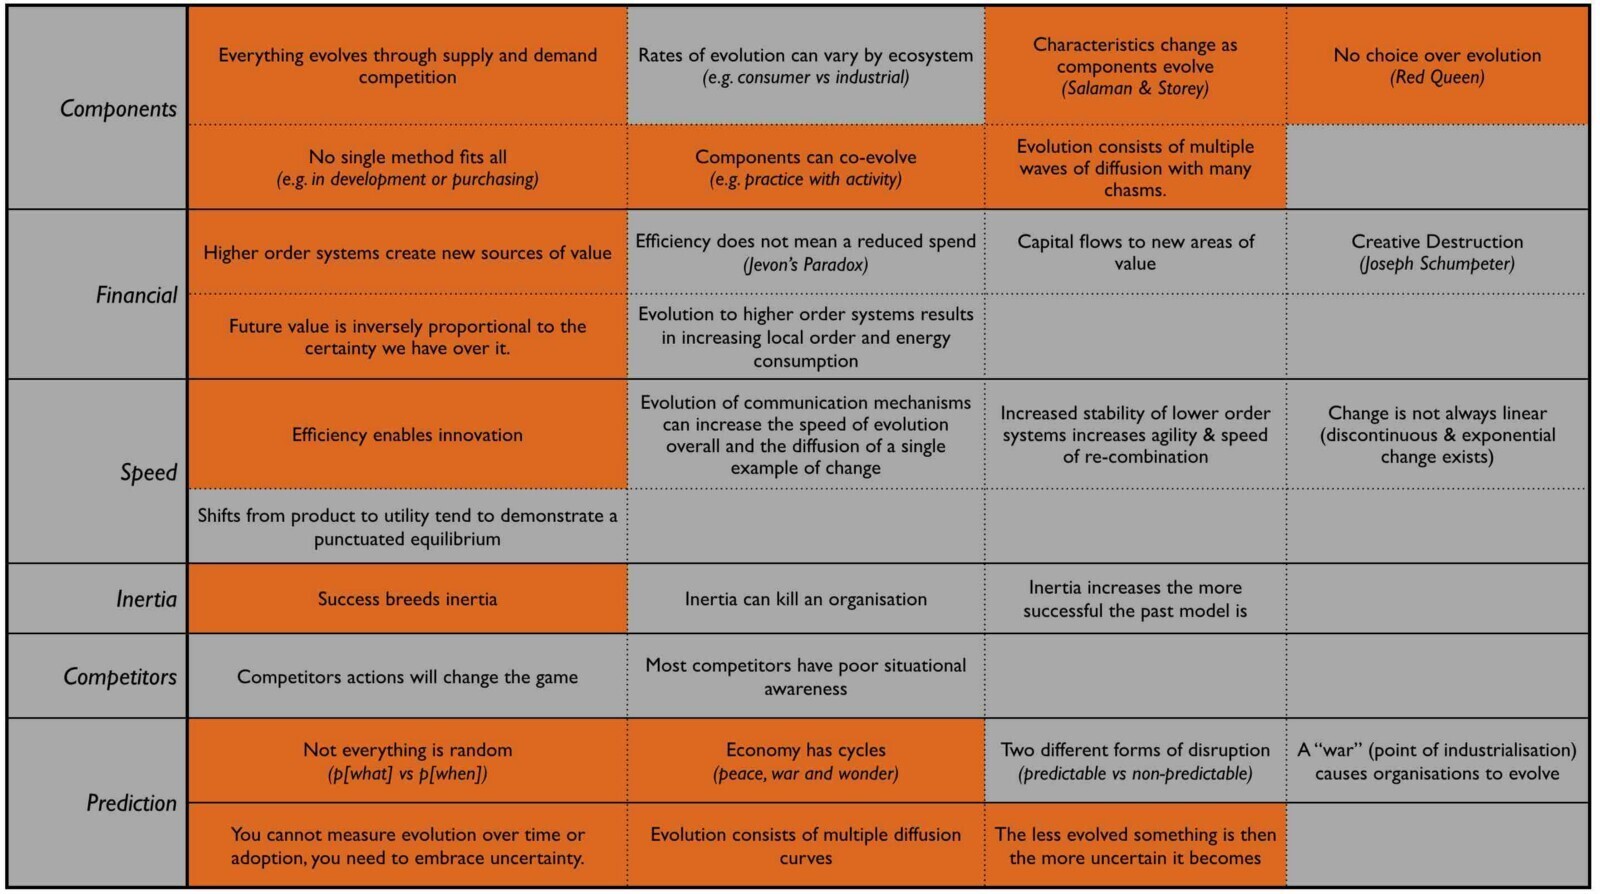 Components
Everything evolves through supply and demand
competition
Rates of evolution can vary by ecosystem
(e.g. consumer vs industrial)
Characteristics change as
components evolve
(Salaman & Storey)
No choice over evolution
(Red Queen)
No single method fits all
(e.g. in development or purchasing)
Components can co-evolve
(e.g. practice with activity)
Evolution consists of multiple
waves of diffusion with many
chasms.
Financial
Higher order systems create new sources of value
Efficiency does not mean a reduced spend
(Jevon's Paradox)
Capital flows to new areas of
value
Creative Destruction
(Joseph Schumpeter)
Future value is inversely proportional to the
certainty we have over it.
Evolution to higher order systems results
in increasing local order and energy
consumption
Speed
Efficiency enables innovation
Evolution of communication mechanisms
can increase the speed of evolution
overall and the diffusion of a single
example of change
Increased stability of lower order
systems increases agility & speed
of re-combination
Change is not always linear
(discontinuous & exponential
change exists)
Shifts from product to utility tend to demonstrate a
punctuated equilibrium
Inertia
Success breeds inertia
Inertia can kill an organisation
Inertia increases the more
successful the past model is
Competitors
Competitors actions will change the game
Most competitors have poor situational
awareness
Prediction
Not everything is random
(p[what] vs p[when])
Economy has cycles
(peace, war and wonder)
Two different forms of disruption
(predictable vs non-predictable)
A "war" (point of industrialisation)
causes organisations to evolve
You cannot measure evolution over time or
adoption, you need to embrace uncertainty.
Evolution consists of multiple diffusion
curves
The less evolved something is then
the more uncertain it becomes